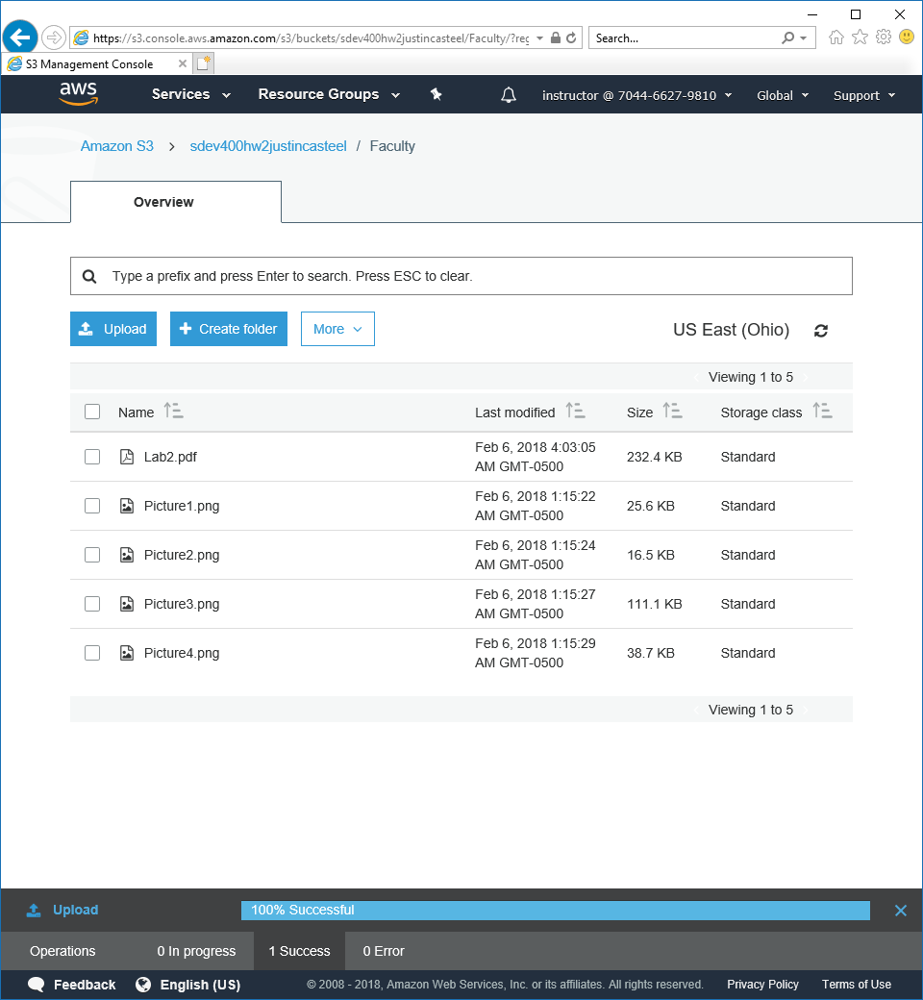 https://s3.console.aws.amazon.com/s3/buckets/sdev400hw2justincasteel/Faculty/?reg
Search...
S3 Management Console
aws Services Resource Groups instructor @ 7044-6627-9810 Global Support
Amazon S3 > sdev400hw2justincasteel / Faculty
Overview
Type a prefix and press Enter to search. Press ESC to clear.
Upload Create folder More US East (Ohio)
Viewing 1 to 5
Name Last modified Size Storage class
Lab2.pdf Feb 6, 2018 4:03:05 232.4 KB Standard
AM GMT-0500
Picture1.png Feb 6, 2018 1:15:22 25.6 KB Standard
AM GMT-0500
Picture2.png Feb 6, 2018 1:15:24 16.5 KB Standard
AM GMT-0500
Picture3.png Feb 6, 2018 1:15:27 111.1 KB Standard
AM GMT-0500
Picture4.png Feb 6, 2018 1:15:29 38.7 KB Standard
AM GMT-0500
Viewing 1 to 5
Upload 100% Successful
Operations 0 In progress 1 Success 0 Error
Feedback English (US) © 2008 - 2018, Amazon Web Services, Inc. or its affiliates. All rights reserved. Privacy Policy Terms of Use